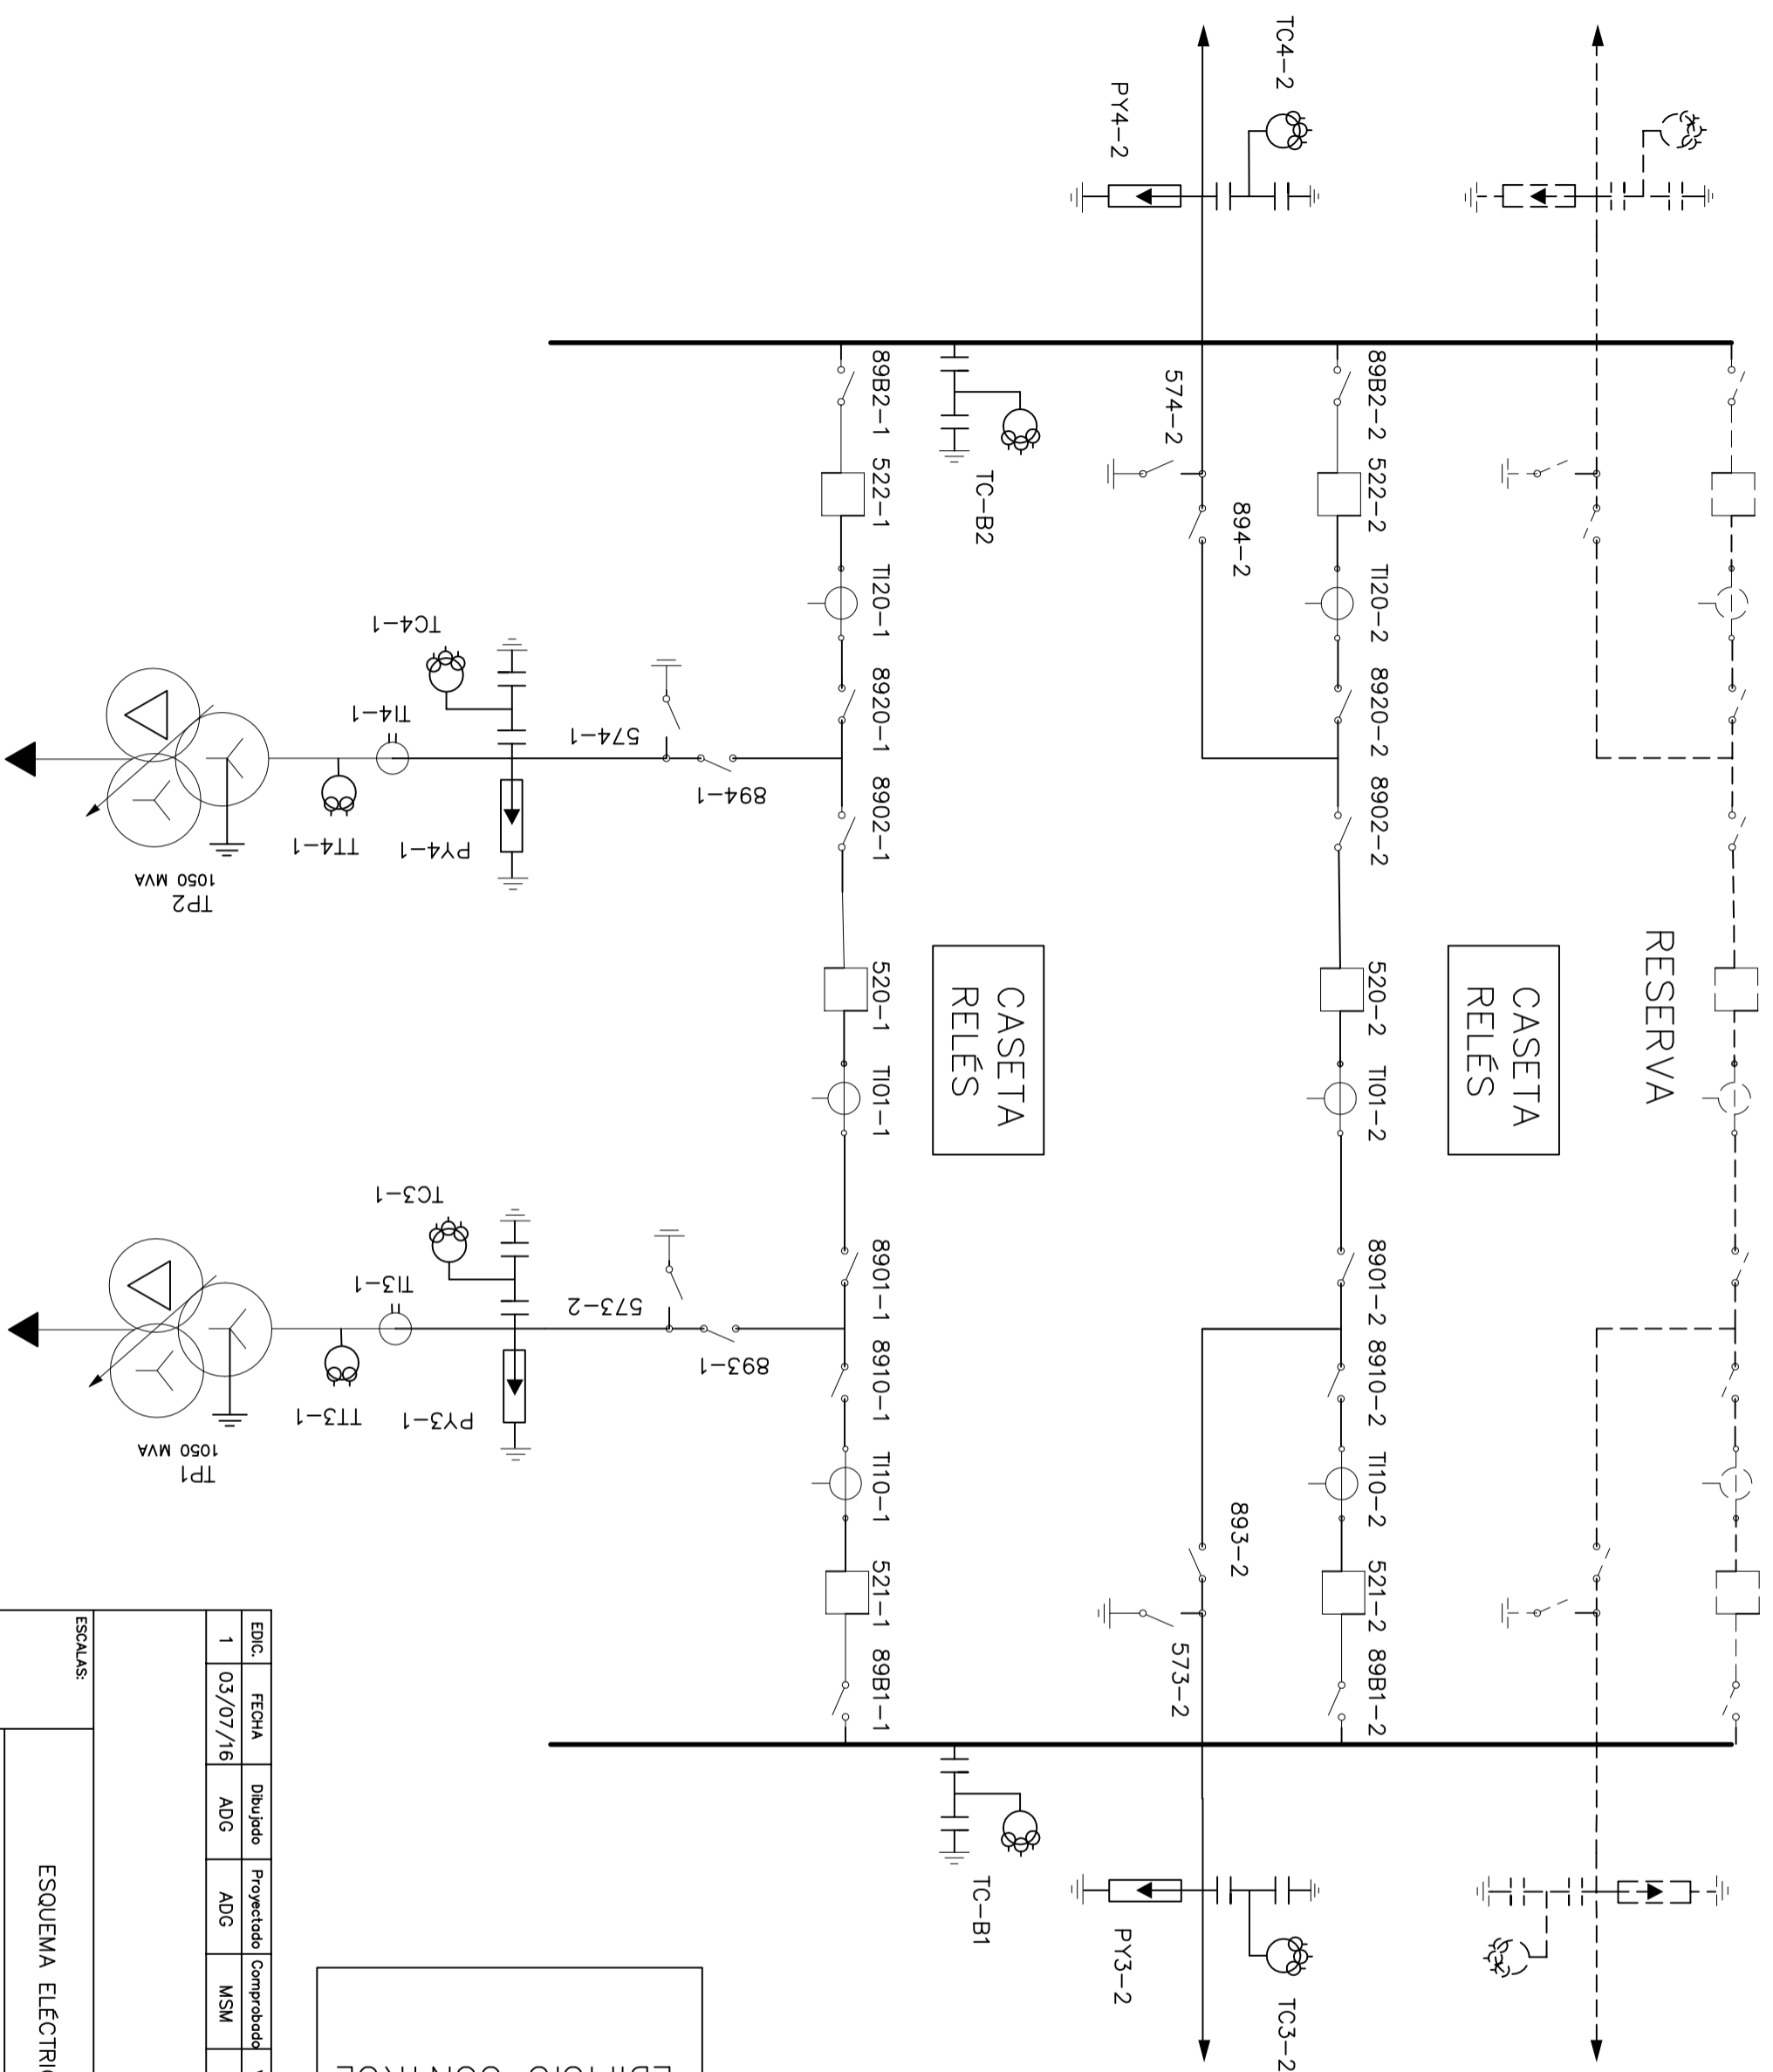 TC4-2
PY4-2
89B2-1
522-1
TI20-1
8920-1
8902-1
520-1
TI01-1
8901-1
8910-1
TI10-1
521-1
89B1-1
TC-B2
574-2
894-2
89B2-2
522-2
TI20-2
8920-2
8902-2
520-2
TI01-2
8901-2
8910-2
TI10-2
521-2
89B1-2
893-2
573-2
TC-B1
PY3-2
TC3-2
CASETA
RELÉS
CASETA
RELÉS
RESERVA
TC4-1
TI4-1
574-1
894-1
TT4-1
PY4-1
TP2
1050 MVA
TC3-1
TI3-1
573-2
893-1
TT3-1
PY3-1
TP1
1050 MVA
EDIC. FECHA Dibujado Proyectado Comprobado
1 03/07/16 ADG ADG MSM
ESCALAS:
ESQUEMA ELÉCTRIC